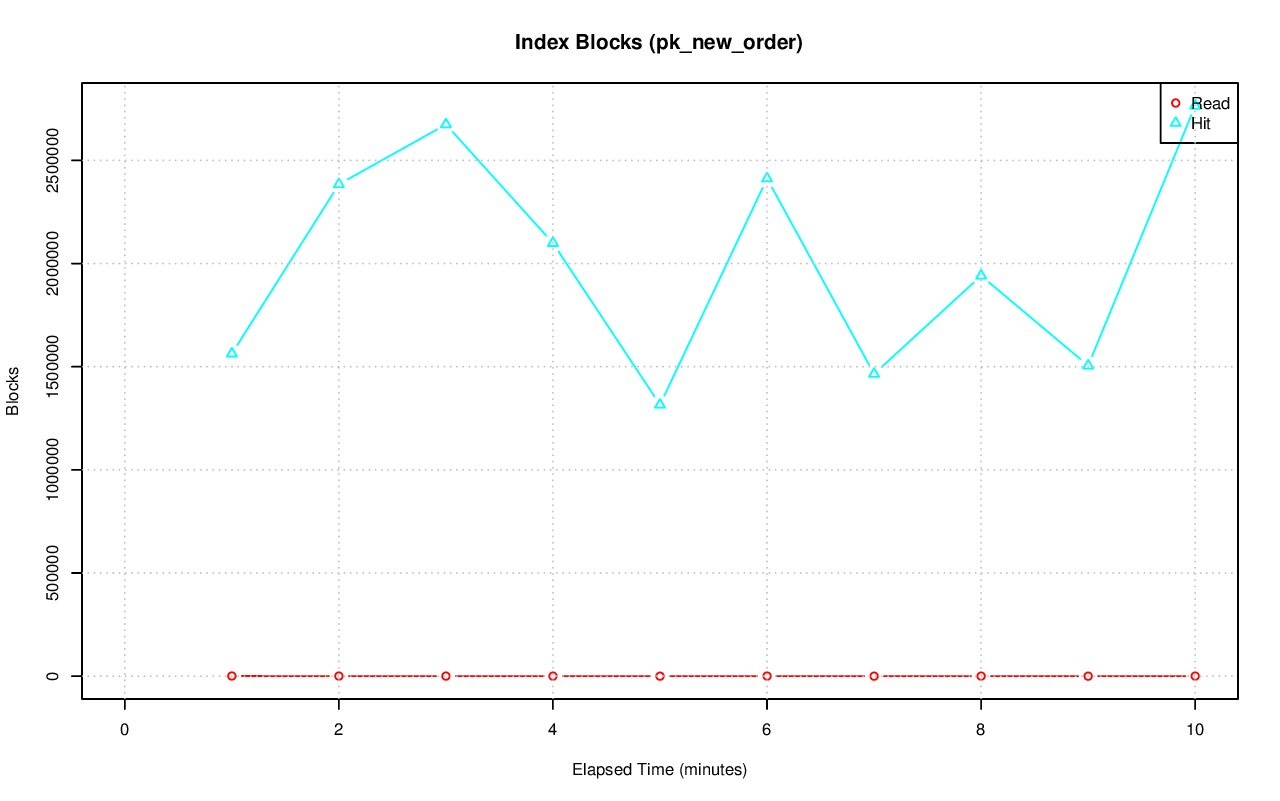 Index Blocks (pk_new_order)
Read
Hit
2500000
2000000
1500000
1000000
500000
0
Blocks
0 2 4 6 8 10
Elapsed Time (minutes)